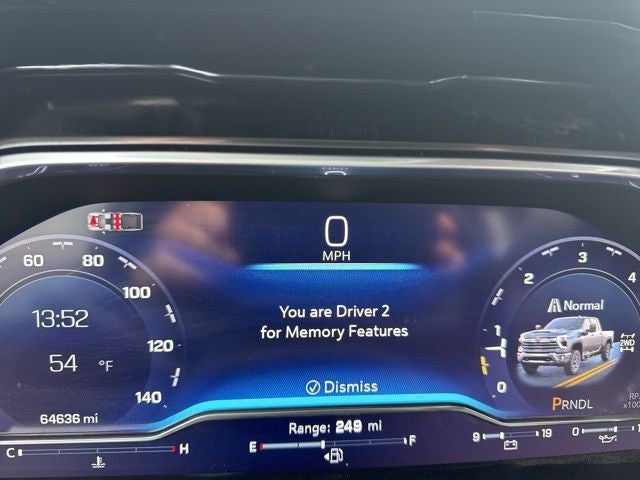 0
MPH
60 80 100 120 140
13:52
54 °F
64636 mi
You are Driver 2
for Memory Features
Dismiss
1 2 3 4
0
Normal
2WD
PRNDL
Range: 249 mi
C H
E F
9 19
0